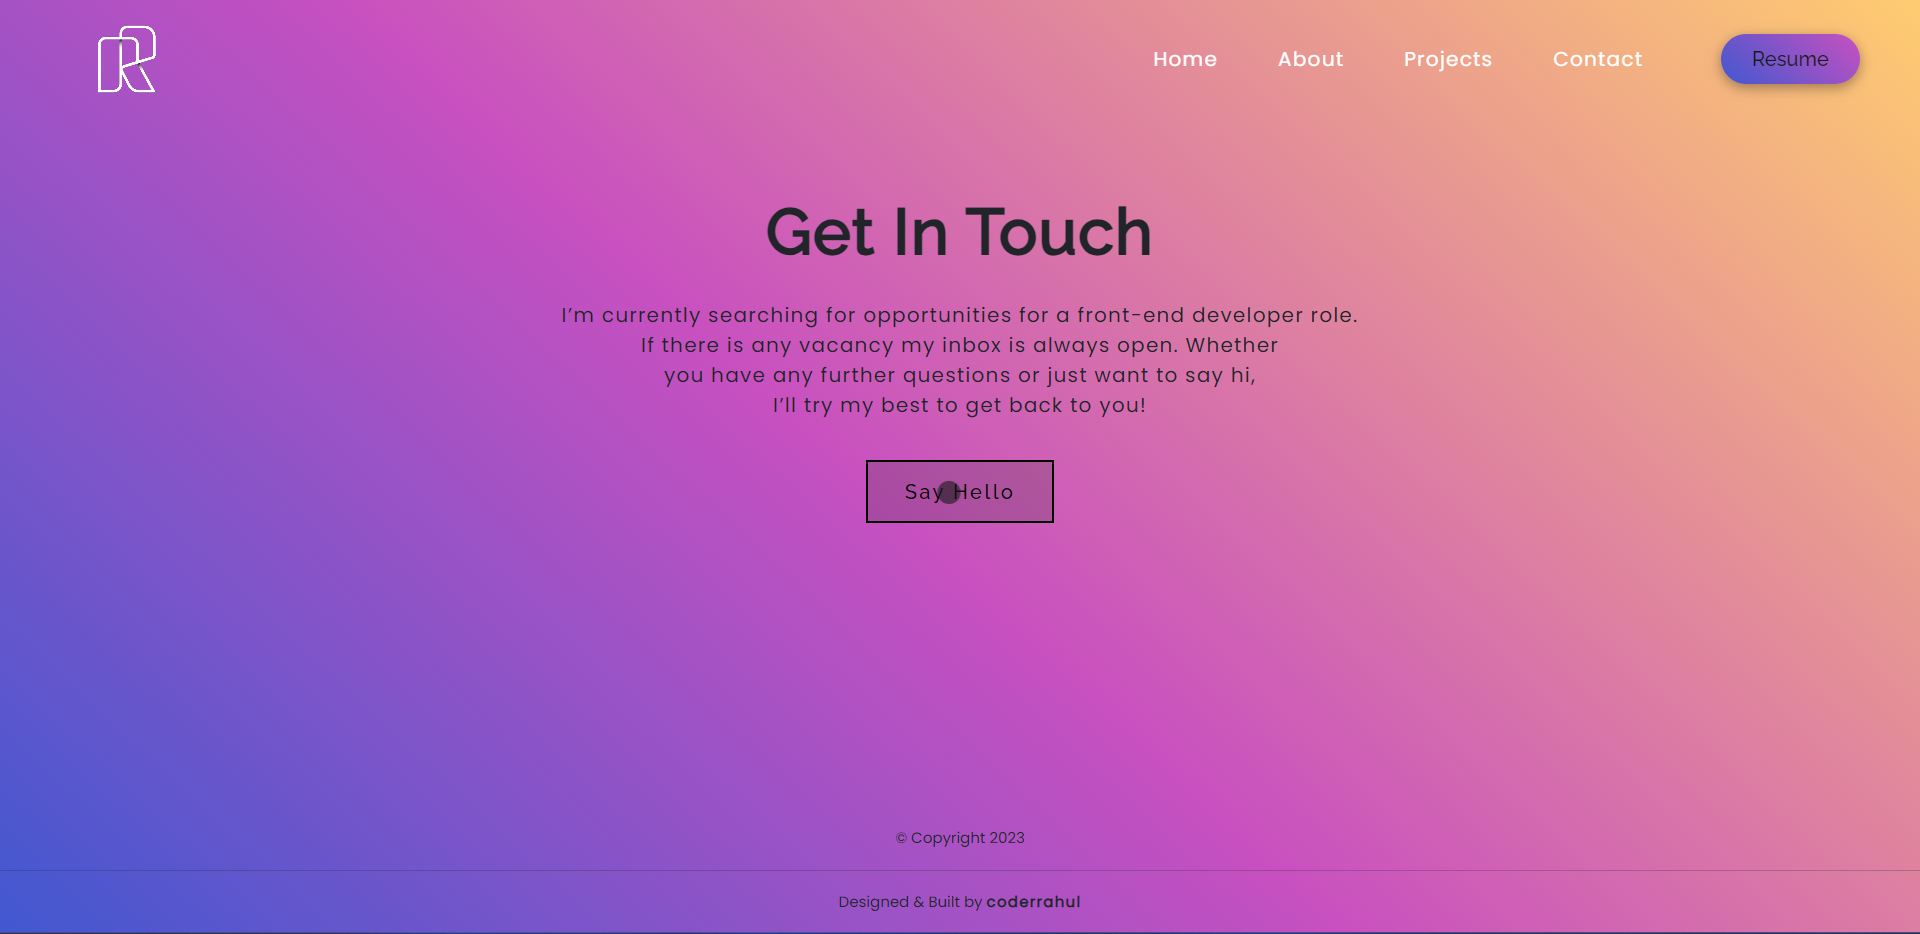 Home About Projects Contact Resume
Get In Touch
I’m currently searching for opportunities for a front-end developer role.
If there is any vacancy my inbox is always open. Whether
you have any further questions or just want to say hi,
I’ll try my best to get back to you!
Say Hello
© Copyright 2023
Designed & Built by coderrahul